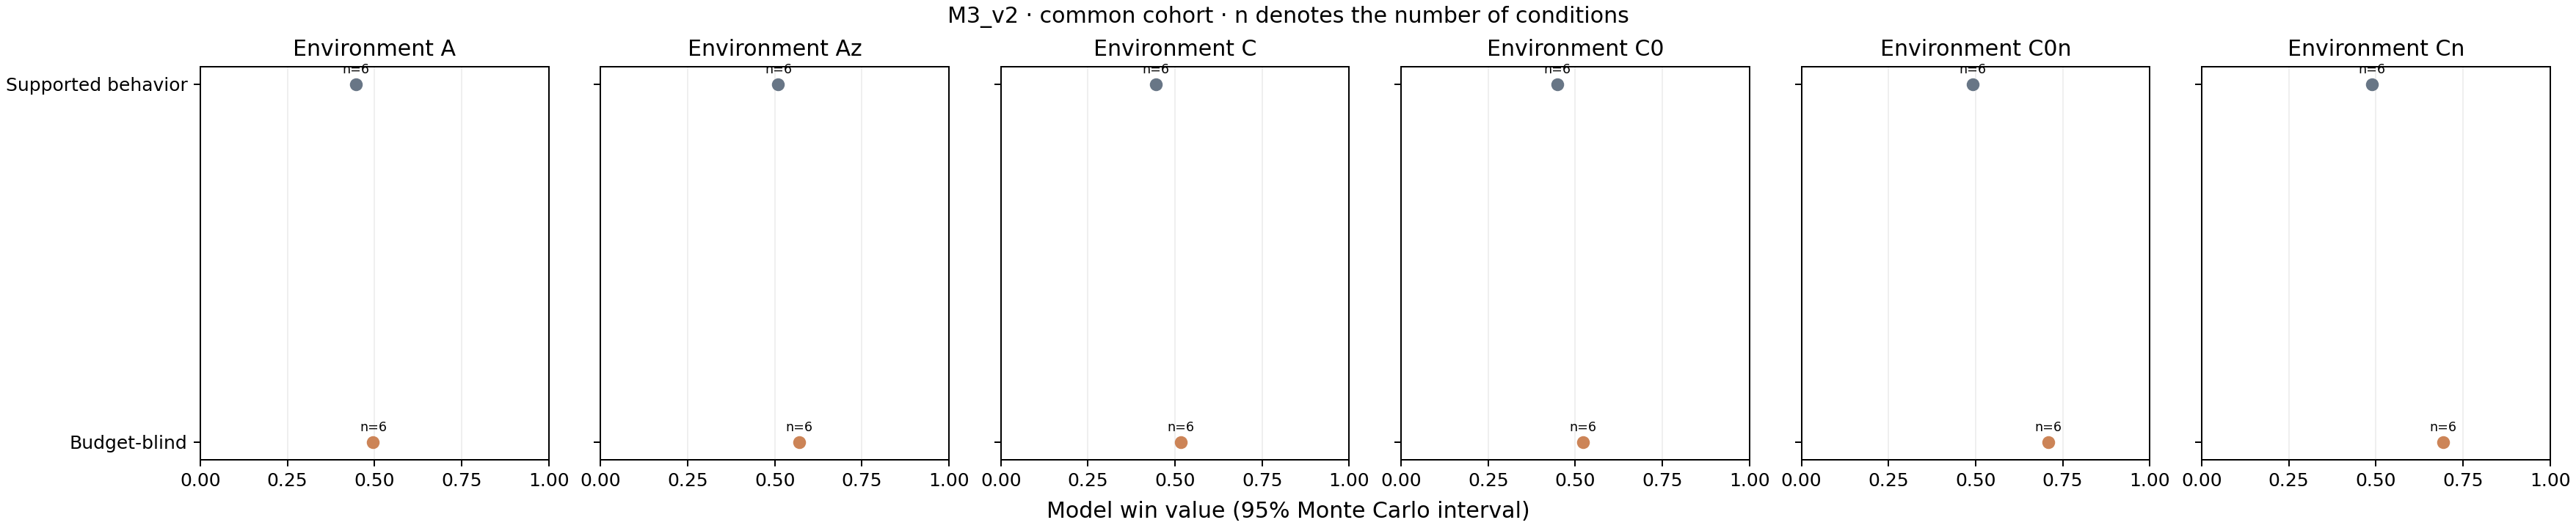 M3_v2 · common cohort · n denotes the number of conditions
Environment A
Environment Az
Environment C
Environment C0
Environment C0n
Environment Cn
Supported behavior
n=6
n=6
n=6
n=6
n=6
n=6
Budget-blind
n=6
n=6
n=6
n=6
n=6
n=6
0.00 0.25 0.50 0.75 1.00
0.00 0.25 0.50 0.75 1.00
0.00 0.25 0.50 0.75 1.00
0.00 0.25 0.50 0.75 1.00
0.00 0.25 0.50 0.75 1.00
0.00 0.25 0.50 0.75 1.00
Model win value (95% Monte Carlo interval)